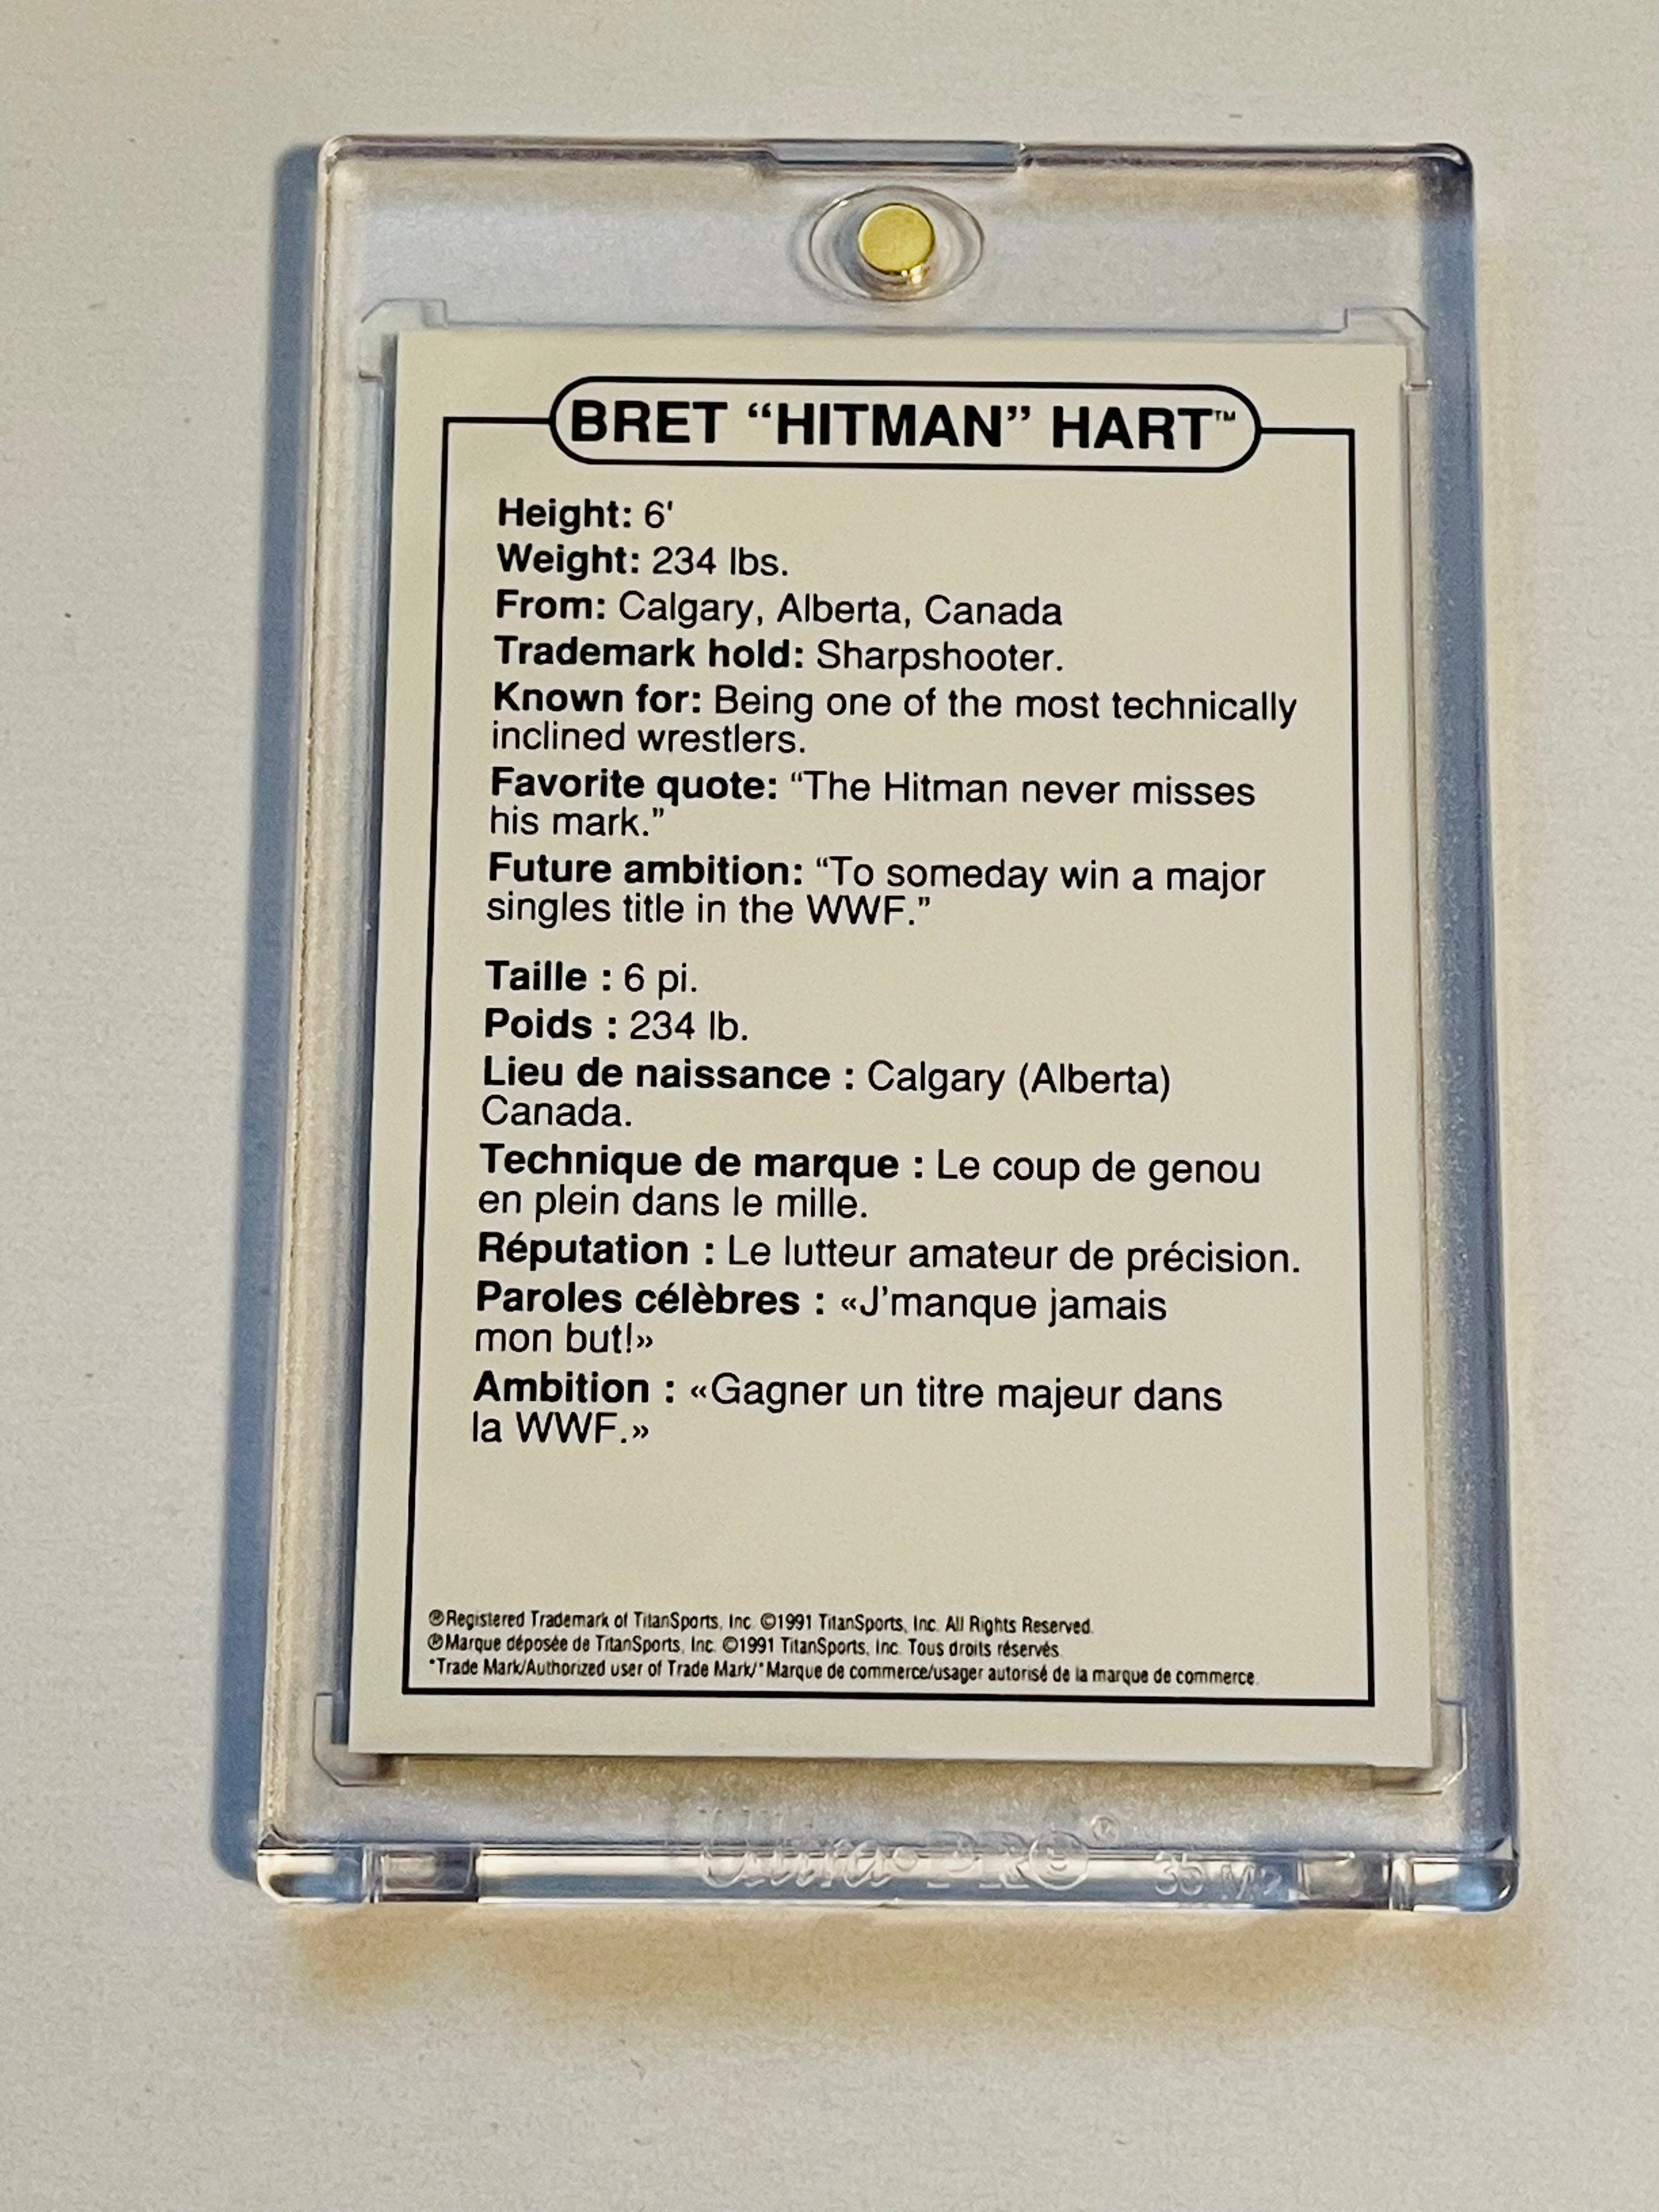 BRET “HITMAN” HART™
Height: 6'
Weight: 234 lbs.
From: Calgary, Alberta, Canada
Trademark hold: Sharpshooter.
Known for: Being one of the most technically
inclined wrestlers.
Favorite quote: “The Hitman never misses
his mark.”
Future ambition: “To someday win a major
singles title in the WWF.”
Taille : 6 pi.
Poids : 234 lb.
Lieu de naissance : Calgary (Alberta)
Canada.
Technique de marque : Le coup de genou
en plein dans le mille.
Réputation : Le lutteur amateur de précision.
Paroles célèbres : «J'manque jamais
mon but!»
Ambition : «Gagner un titre majeur dans
la WWF.»
®Registered Trademark of TitanSports, Inc. ©1991 TitanSports, Inc. All Rights Reserved.
®Marque déposée de TitanSports, Inc. ©1991 TitanSports, Inc. Tous droits réservés.
*Trade Mark/Authorized user of Trade Mark/*Marque de commerce/usager autorisé de la marque de commerce.
Ultra•PRO®